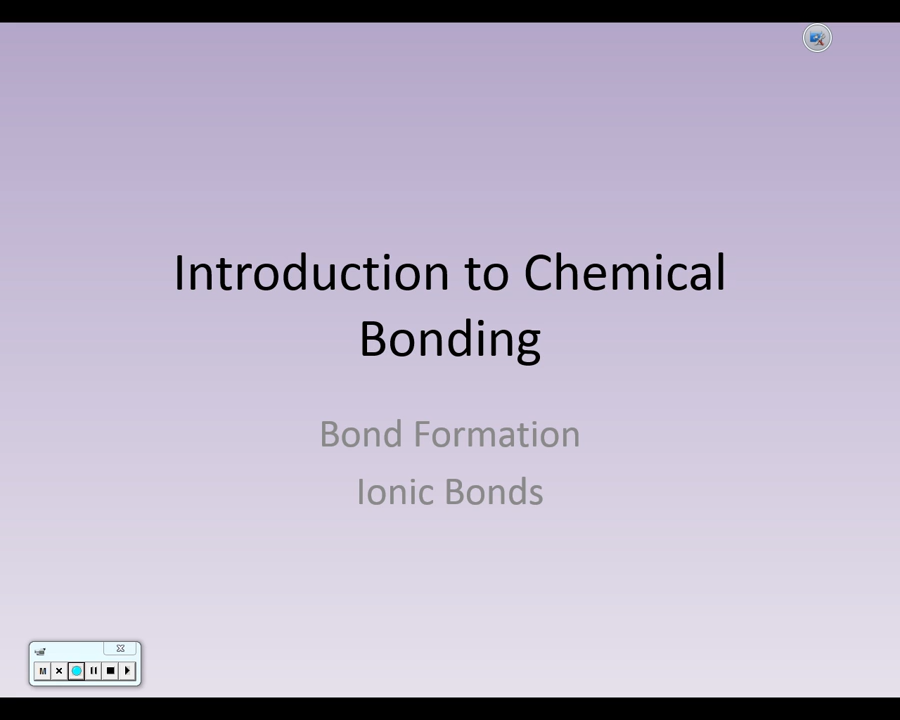 Introduction to Chemical
Bonding
Bond Formation
Ionic Bonds
M